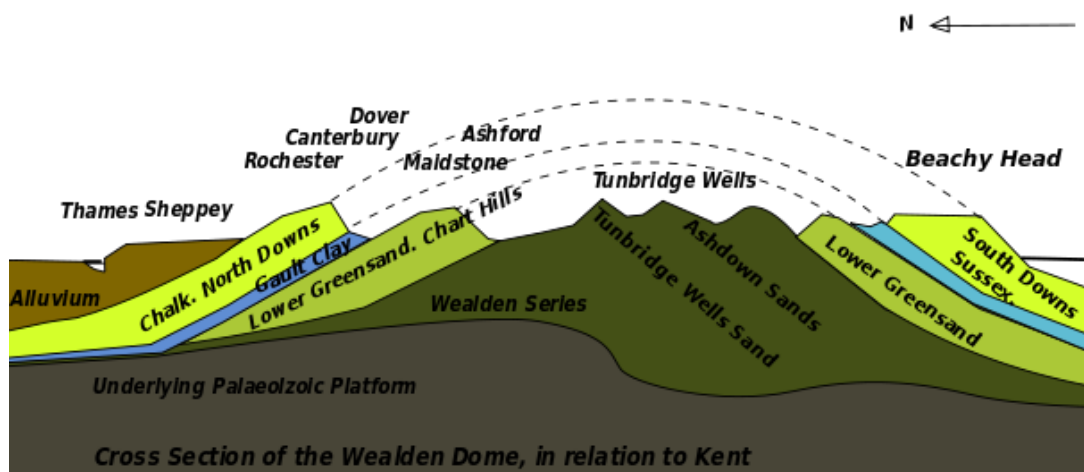 N
Dover
Canterbury
Rochester
Ashford
Maidstone
Beachy Head
Tunbridge Wells
Thames Sheppey
Alluvium
Chalk. North Downs
Gault Clay
Lower Greensand. Chart Hills
Wealden Series
Tunbridge Wells Sand
Ashdown Sands
Lower Greensand
South Downs
Sussex.
Underlying Palaeolzoic Platform
Cross Section of the Wealden Dome, in relation to Kent